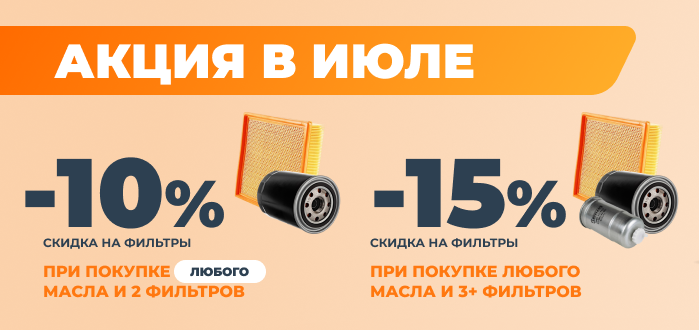 АКЦИЯ В ИЮЛЕ
-10%
СКИДКА НА ФИЛЬТРЫ
ПРИ ПОКУПКЕ ЛЮБОГО
МАСЛА И 2 ФИЛЬТРОВ
-15%
СКИДКА НА ФИЛЬТРЫ
ПРИ ПОКУПКЕ ЛЮБОГО
МАСЛА И 3+ ФИЛЬТРОВ